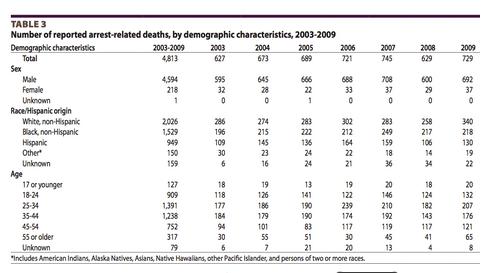 TABLE 3
Number of reported arrest-related deaths, by demographic characteristics, 2003-2009
Demographic characteristics 2003-2009 2003 2004 2005 2006 2007 2008 2009
Total 4,813 627 673 689 721 745 629 729
Sex
Male 4,594 595 645 666 688 708 600 692
Female 218 32 28 22 33 37 29 37
Unknown 1 0 0 1 0 0 0 0
Race/Hispanic origin
White, non-Hispanic 2,026 286 274 283 302 283 258 340
Black, non-Hispanic 1,529 196 215 222 212 249 217 218
Hispanic 949 109 145 136 164 159 106 130
Other* 150 30 23 24 22 18 14 19
Unknown 159 6 16 24 21 36 34 22
Age
17 or younger 127 18 19 13 19 20 18 20
18-24 909 118 126 141 122 146 124 132
25-34 1,391 177 186 190 239 210 182 207
35-44 1,238 184 179 190 174 192 143 176
45-54 752 94 101 83 117 119 117 121
55 or older 317 30 55 51 30 45 41 65
Unknown 79 6 7 21 20 13 4 8
*Includes American Indians, Alaska Natives, Asians, Native Hawaiians, other Pacific Islander, and persons of two or more races.